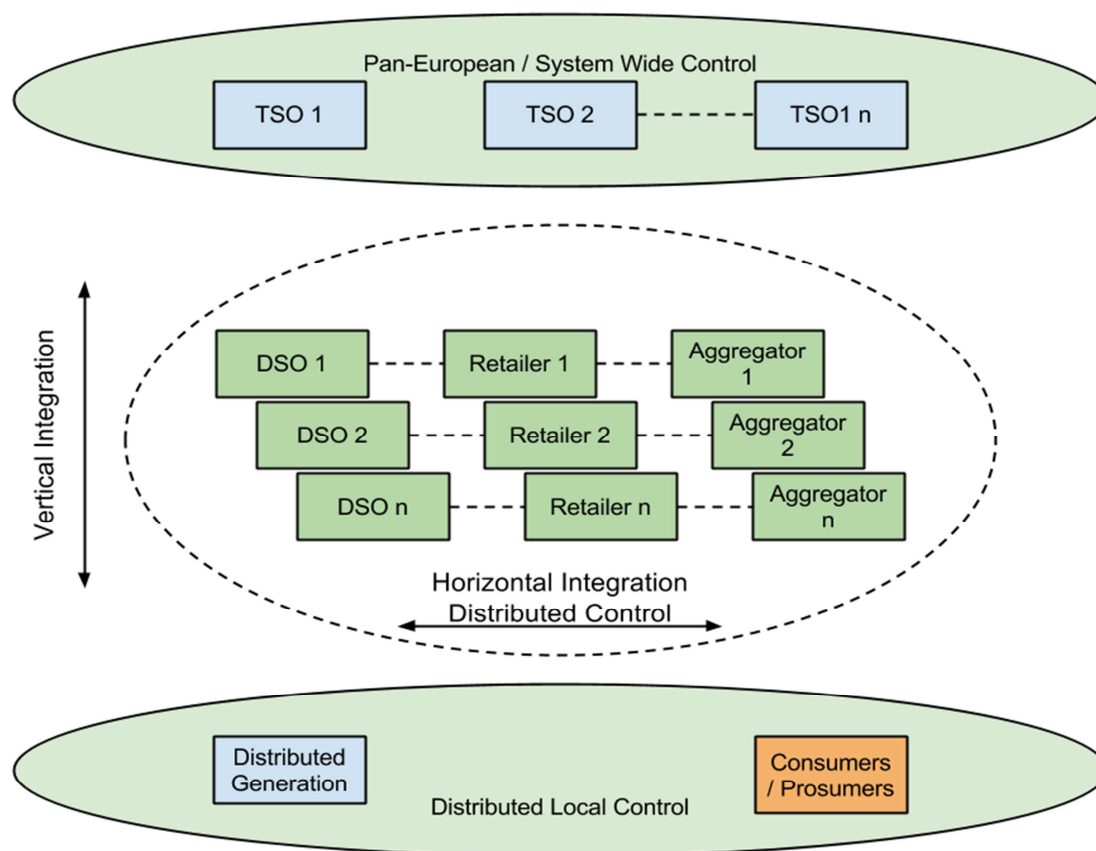 Pan-European / System Wide Control
TSO 1
TSO 2
TSO1 n
Vertical Integration
DSO 1
Retailer 1
Aggregator
1
DSO 2
Retailer 2
Aggregator
2
DSO n
Retailer n
Aggregator
n
Horizontal Integration
Distributed Control
Distributed
Generation
Consumers
/ Prosumers
Distributed Local Control